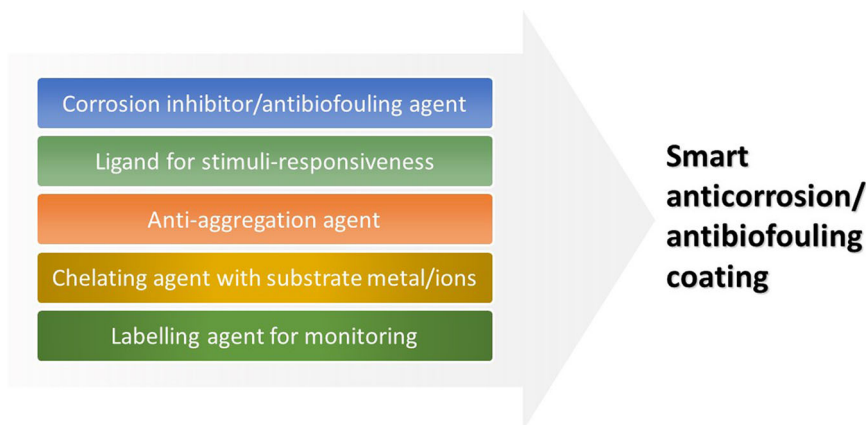 Corrosion inhibitor/antibiofouling agent
Ligand for stimuli-responsiveness
Anti-aggregation agent
Chelating agent with substrate metal/ions
Labelling agent for monitoring
Smart
anticorrosion/
antibiofouling
coating